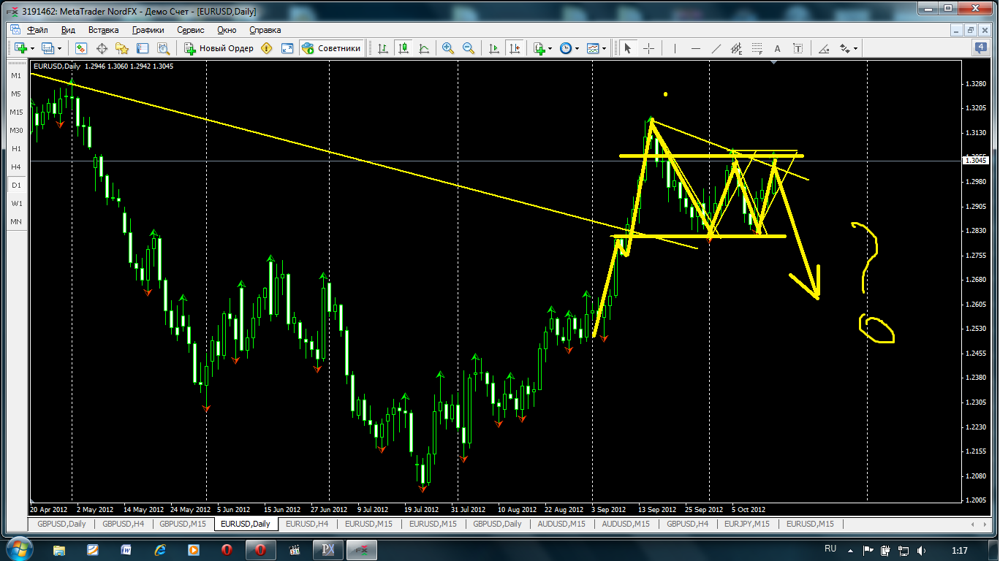 3191462: MetaTrader NordFX - Демо Счет - [EURUSD,Daily]
Файл Вид Вставка Графики Сервис Окно Справка
Новый Ордер Советники A T 4
EURUSD,Daily 1.2946 1.3060 1.2942 1.3045
M1
M5
M15
M30
H1
H4
D1
W1
MN
1.3280
1.3205
1.3130
1.3045
1.2980
1.2905
1.2830
1.2755
1.2680
1.2605
1.2530
1.2455
1.2380
1.2305
1.2230
1.2155
1.2080
1.2005
20 Apr 2012 2 May 2012 14 May 2012 24 May 2012 5 Jun 2012 15 Jun 2012 27 Jun 2012 9 Jul 2012 19 Jul 2012 31 Jul 2012 10 Aug 2012 22 Aug 2012 3 Sep 2012 13 Sep 2012 25 Sep 2012 5 Oct 2012
GBPUSD,Daily GBPUSD,H4 GBPUSD,M15 EURUSD,Daily EURUSD,H4 EURUSD,M15 EURUSD,M15 GBPUSD,Daily AUDUSD,M15 AUDUSD,M15 GBPUSD,H4 EURJPY,M15 EURUSD,M15
RU 1:17